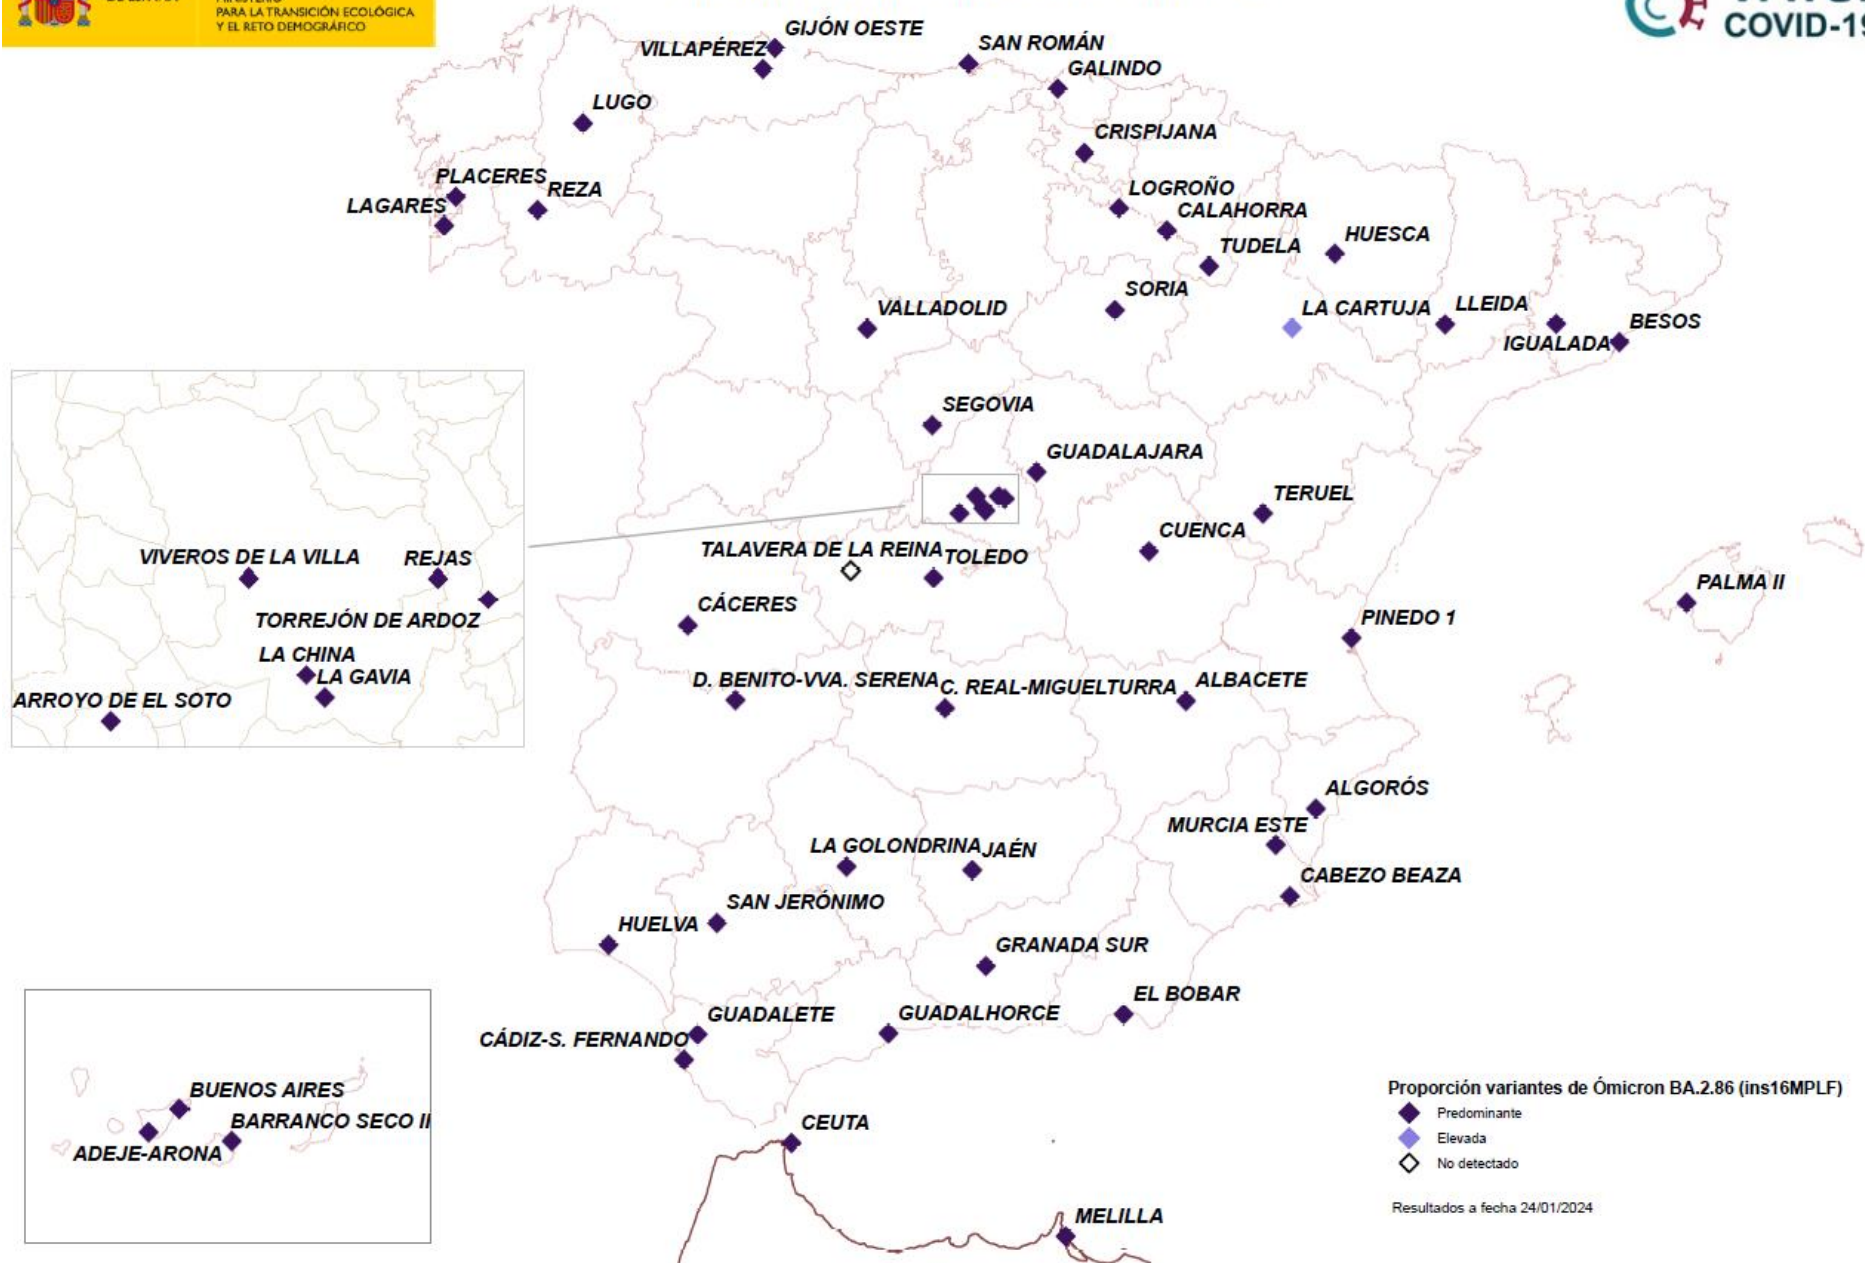 PARA LA TRANSICIÓN ECOLÓGICA
Y EL RETO DEMOGRÁFICO
COVID-19
GIJÓN OESTE
VILLAPÉREZ
SAN ROMÁN
GALINDO
LUGO
CRISPIJANA
PLACERES
REZA
LAGARES
LOGROÑO
CALAHORRA
TUDELA
HUESCA
SORIA
VALLADOLID
LA CARTUJA
LLEIDA
IGUALADA
BESOS
SEGOVIA
GUADALAJARA
TERUEL
CUENCA
TALAVERA DE LA REINA
TOLEDO
CÁCERES
PALMA II
PINEDO 1
D. BENITO-VVA. SERENA
C. REAL-MIGUELTURRA
ALBACETE
VIVEROS DE LA VILLA
REJAS
TORREJÓN DE ARDOZ
LA CHINA
LA GAVIA
ARROYO DE EL SOTO
ALGORÓS
MURCIA ESTE
LA GOLONDRINA
JAÉN
CABEZO BEAZA
SAN JERÓNIMO
HUELVA
GRANADA SUR
EL BOBAR
GUADALETE
GUADALHORCE
CÁDIZ-S. FERNANDO
BUENOS AIRES
BARRANCO SECO II
ADEJE-ARONA
CEUTA
MELILLA
Proporción variantes de Ómicron BA.2.86 (ins16MPLF)
Predominante
Elevada
No detectado
Resultados a fecha 24/01/2024